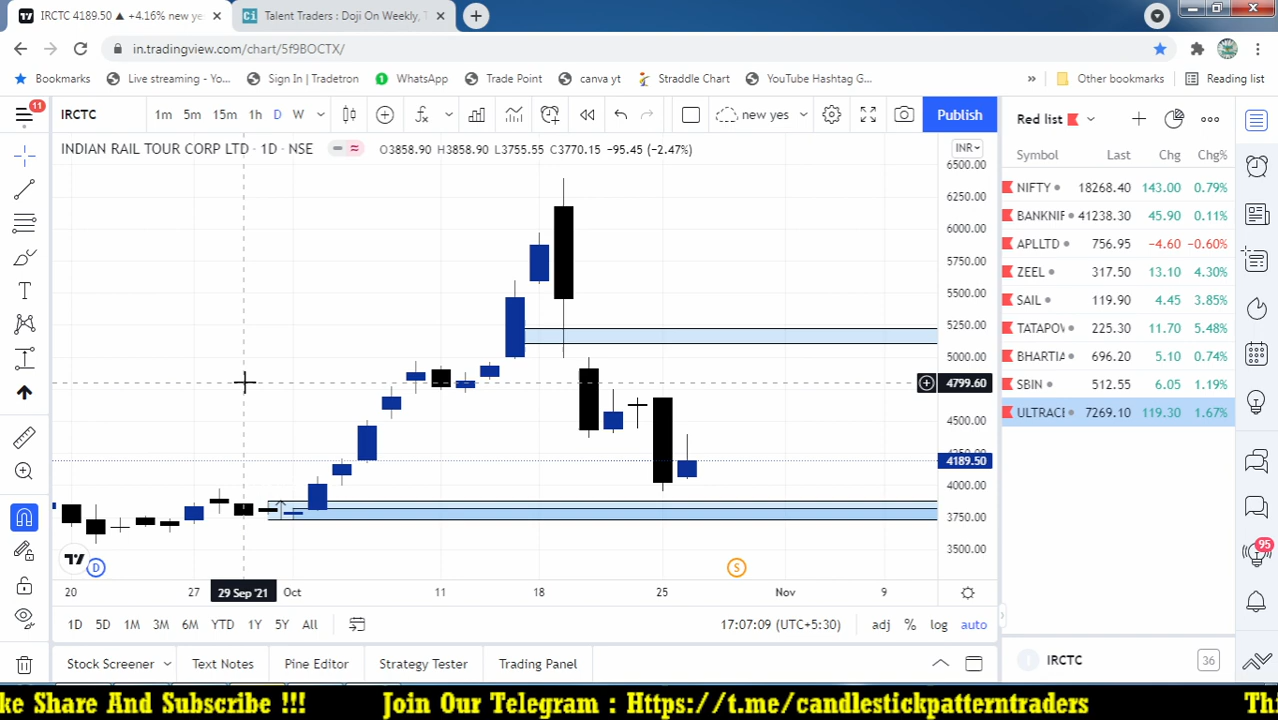 IRCTC 4189.50 ▲ +4.16% new ye
Talent Traders : Doji On Weekly, T
in.tradingview.com/chart/5f9BOCTX/
Bookmarks
Live streaming - Yo...
Sign In | Tradetron
WhatsApp
Trade Point
canva yt
Straddle Chart
YouTube Hashtag G...
»
Other bookmarks
Reading list
11
IRCTC
1m 5m 15m 1h D W
new yes
Publish
Red list
INDIAN RAIL TOUR CORP LTD · 1D · NSE
O3858.90 H3858.90 L3755.55 C3770.15 −95.45 (−2.47%)
INR
Symbol Last Chg Chg%
NIFTY 18268.40 143.00 0.79%
BANKNIF 41238.30 45.90 0.11%
APLLTD 756.95 −4.60 −0.60%
ZEEL 317.50 13.10 4.30%
SAIL 119.90 4.45 3.85%
TATAPO 225.30 11.70 5.48%
BHARTIA 696.20 5.10 0.74%
SBIN 512.55 6.05 1.19%
ULTRACE 7269.10 119.30 1.67%
6500.00
6250.00
6000.00
5750.00
5500.00
5250.00
5000.00
4799.60
4500.00
4189.50
4000.00
3750.00
3500.00
D
S
20 27 29 Sep '21 Oct 11 18 25 Nov 9
95
1D 5D 1M 3M 6M YTD 1Y 5Y All
17:07:09 (UTC+5:30)
adj % log auto
Stock Screener
Text Notes
Pine Editor
Strategy Tester
Trading Panel
IRCTC
36
ke Share And Subscribe !!! Join Our Telegram : Https://t.me/candlestickpatterntraders Th